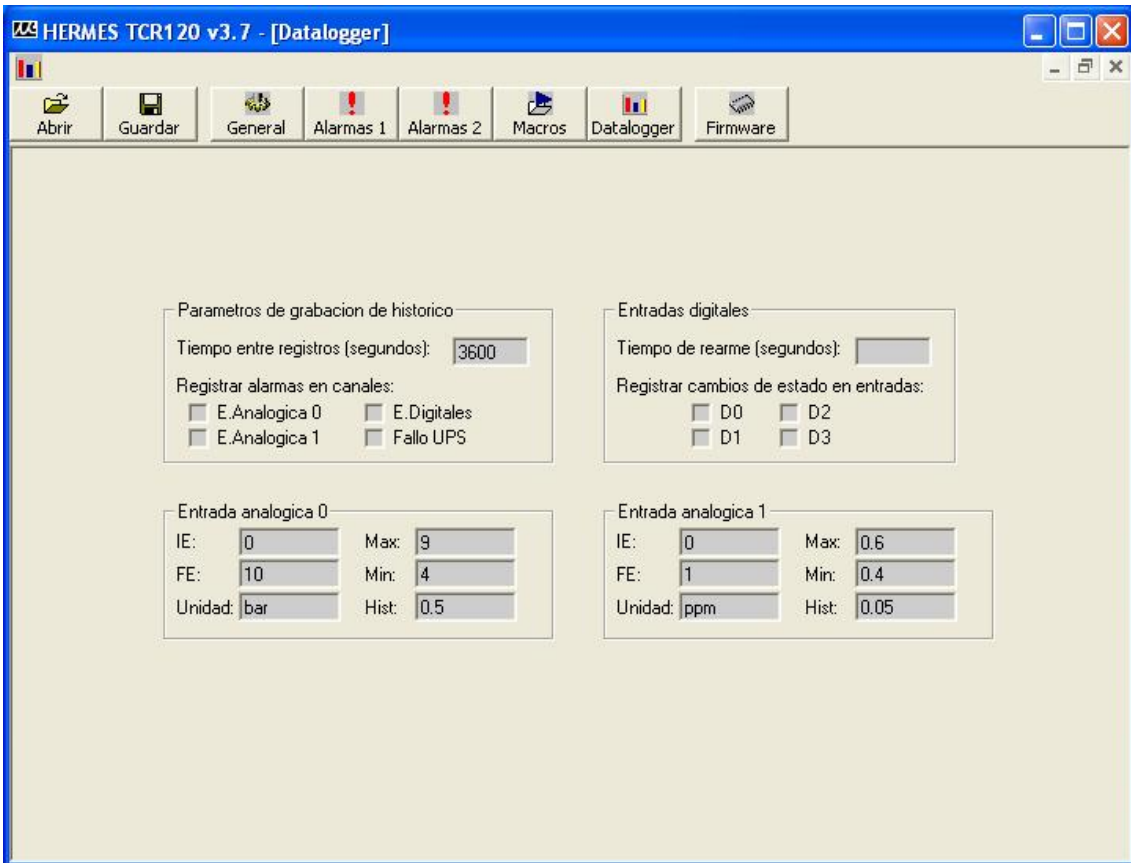 HERMES TCR120 v3.7 - [Datalogger]
Abrir Guardar General Alarmas 1 Alarmas 2 Macros Datalogger Firmware
Parametros de grabacion de historico
Tiempo entre registros (segundos): 3600
Registrar alarmas en canales:
E.Analogica 0 E.Digitales
E.Analogica 1 Fallo UPS
Entradas digitales
Tiempo de rearme (segundos):
Registrar cambios de estado en entradas:
D0 D2
D1 D3
Entrada analogica 0
IE: 0 Max: 9
FE: 10 Min: 4
Unidad: bar Hist: 0.5
Entrada analogica 1
IE: 0 Max: 0.6
FE: 1 Min: 0.4
Unidad: ppm Hist: 0.05